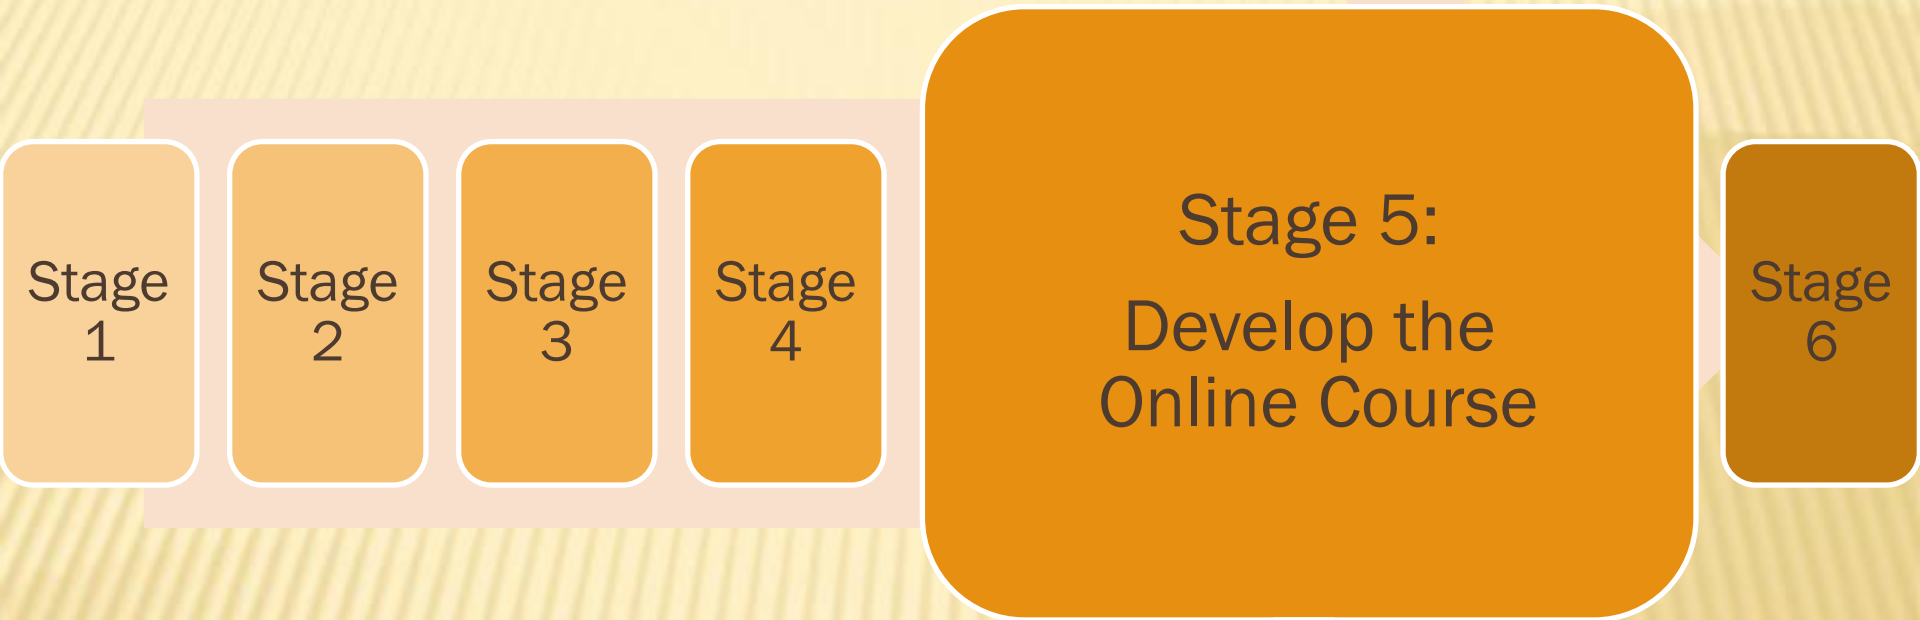 Stage
1
Stage
2
Stage
3
Stage
4
Stage 5:
Develop the
Online Course
Stage
6